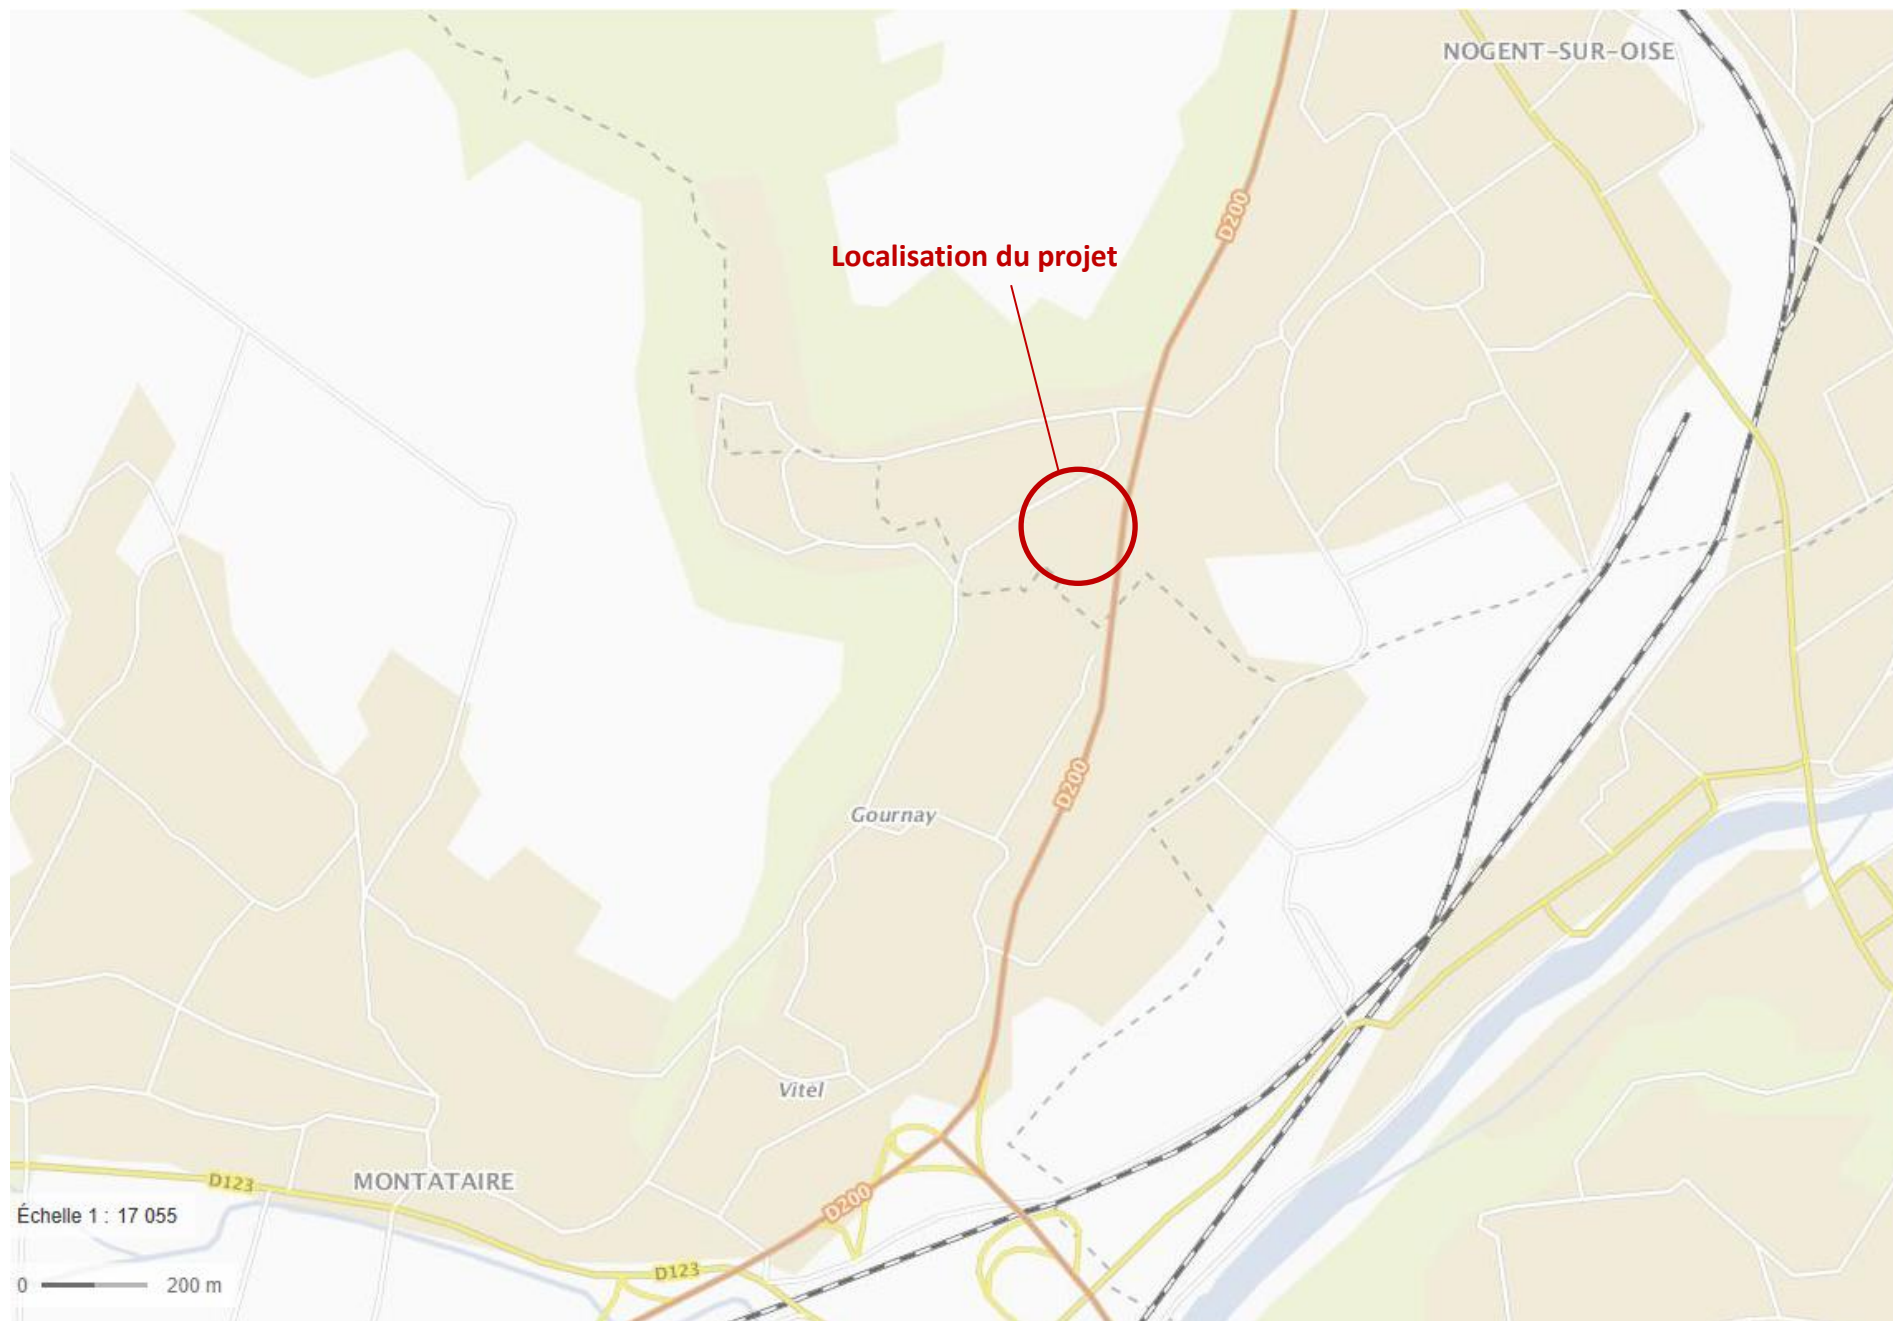 NOGENT-SUR-OISE
D200
Localisation du projet
D200
Gournay
Vitel
MONTATAIRE
D123
D200
Échelle 1 : 17 055
D123
0 200 m